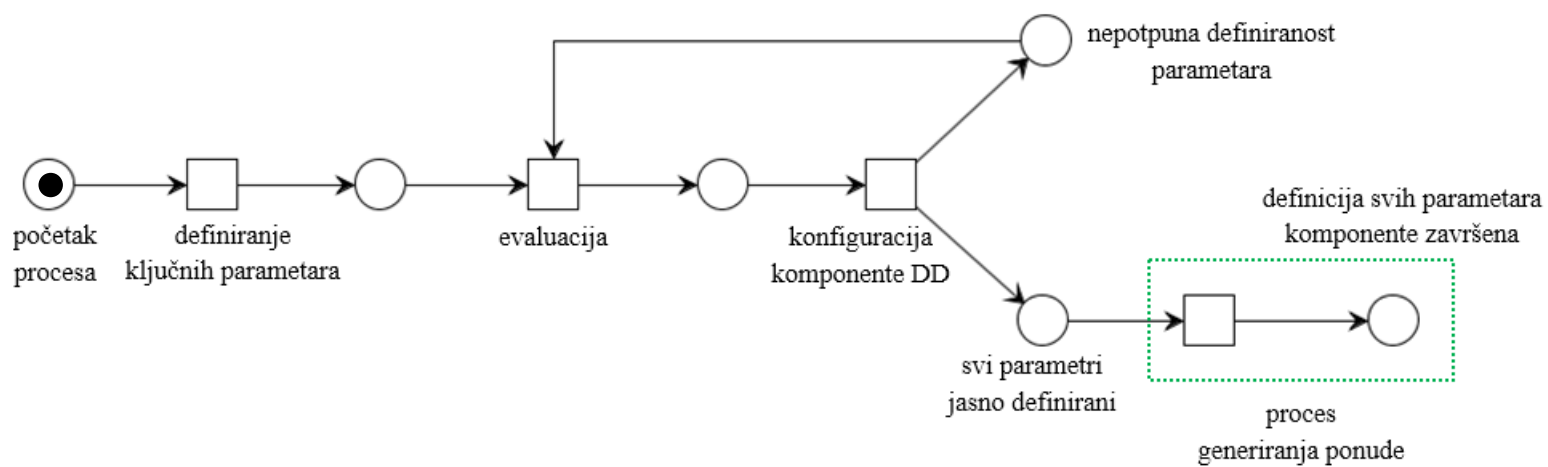 nepotpuna definiranost
parametara
početak
procesa
definiranje
ključnih parametara
evaluacija
konfiguracija
komponente DD
definicija svih parametara
komponente završena
svi parametri
jasno definirani
proces
generiranja ponude